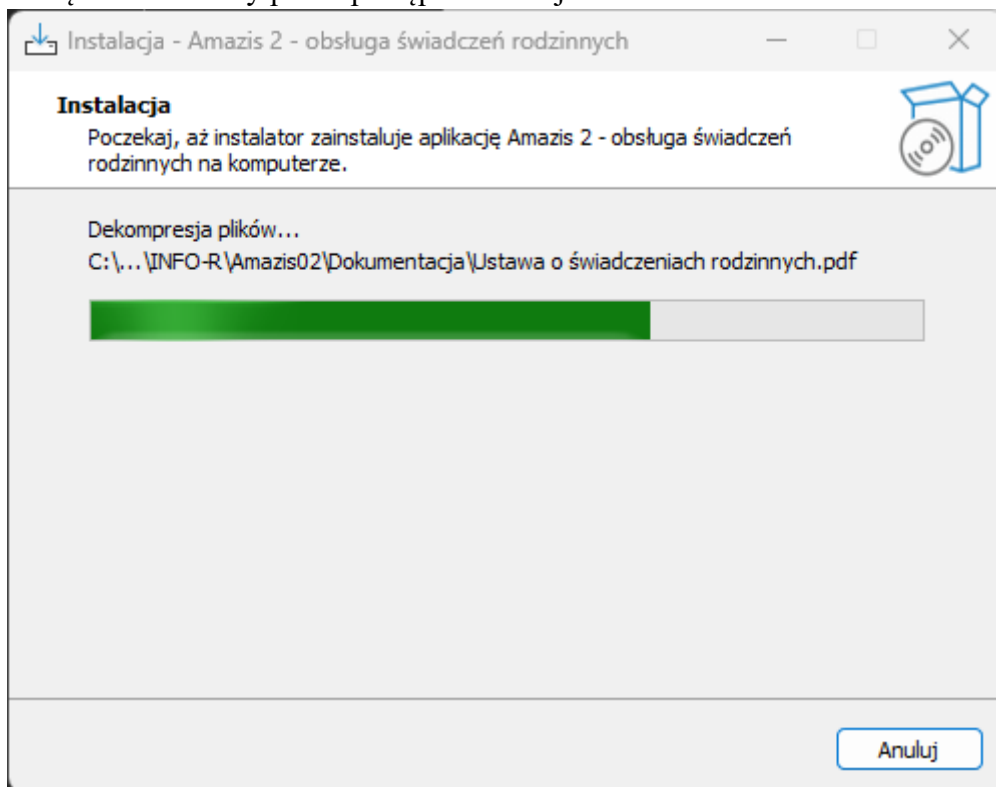 Instalacja - Amazis 2 - obsługa świadczeń rodzinnych
Instalacja
Poczekaj, aż instalator zainstaluje aplikację Amazis 2 - obsługa świadczeń
rodzinnych na komputerze.
Dekompresja plików...
C:\...\INFO-R\Amazis02\Dokumentacja\Ustawa o świadczeniach rodzinnych.pdf
Anuluj